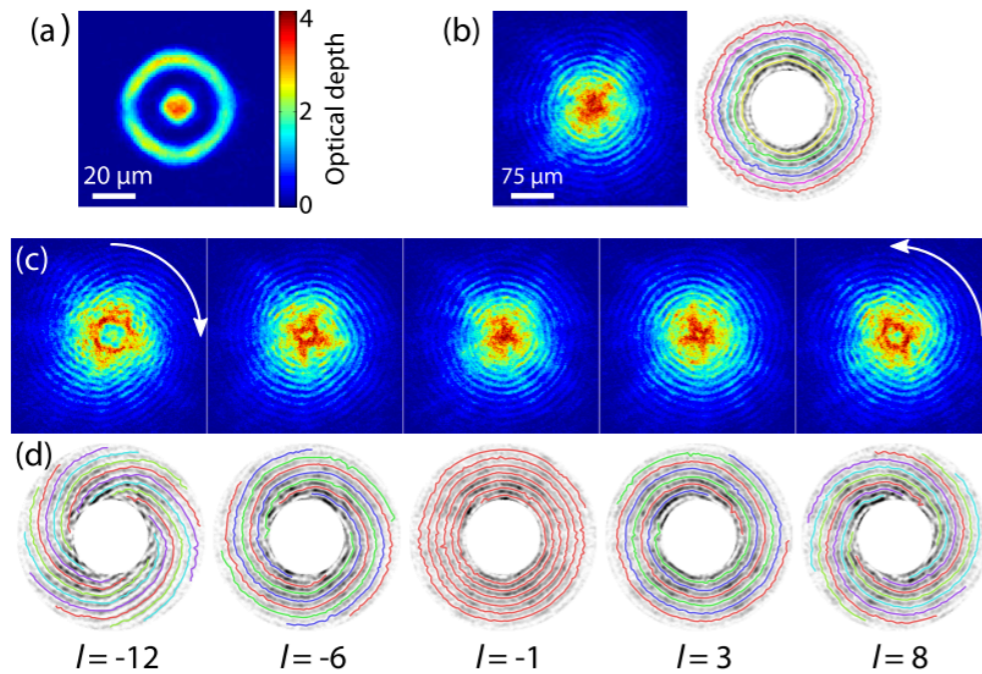 (a)
4
2
0
Optical depth
20 μm
(b)
75 μm
(c)
(d)
l = -12
l = -6
l = -1
l = 3
l = 8